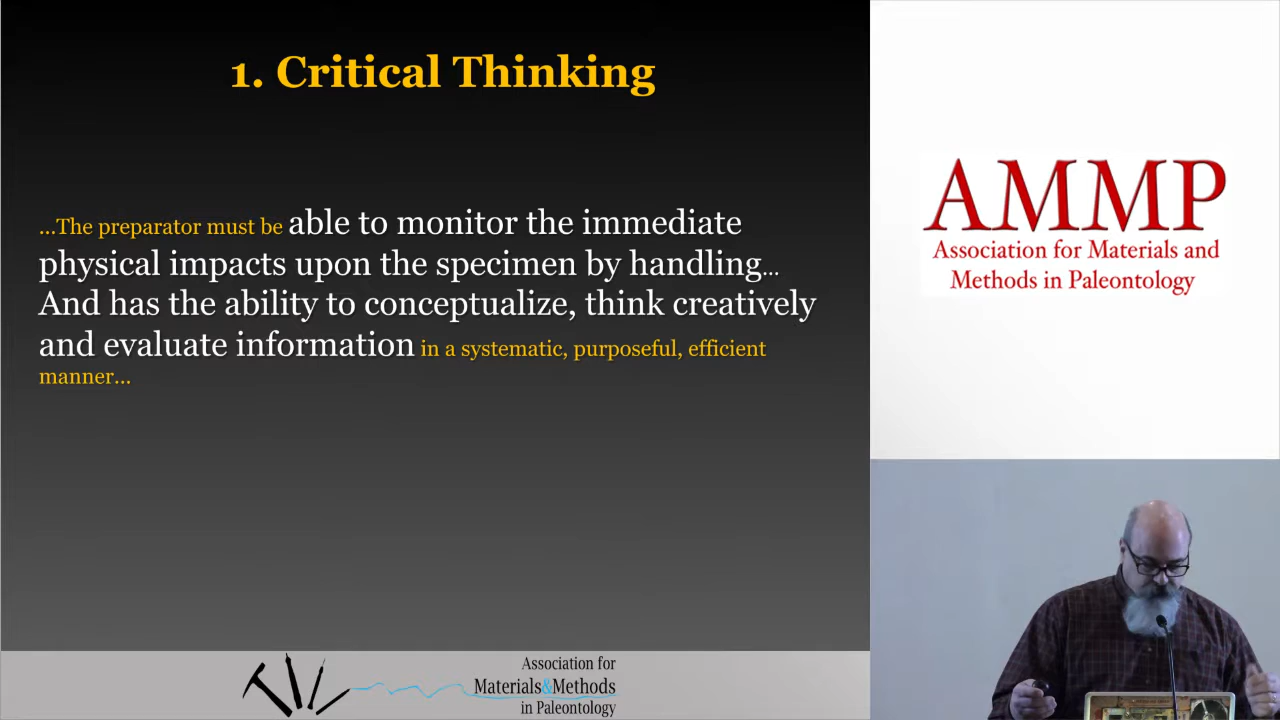 1. Critical Thinking
...The preparator must be able to monitor the immediate
physical impacts upon the specimen by handling...
And has the ability to conceptualize, think creatively
and evaluate information in a systematic, purposeful, efficient
manner...
Association for
Materials&Methods
in Paleontology
AMMP
Association for Materials and
Methods in Paleontology